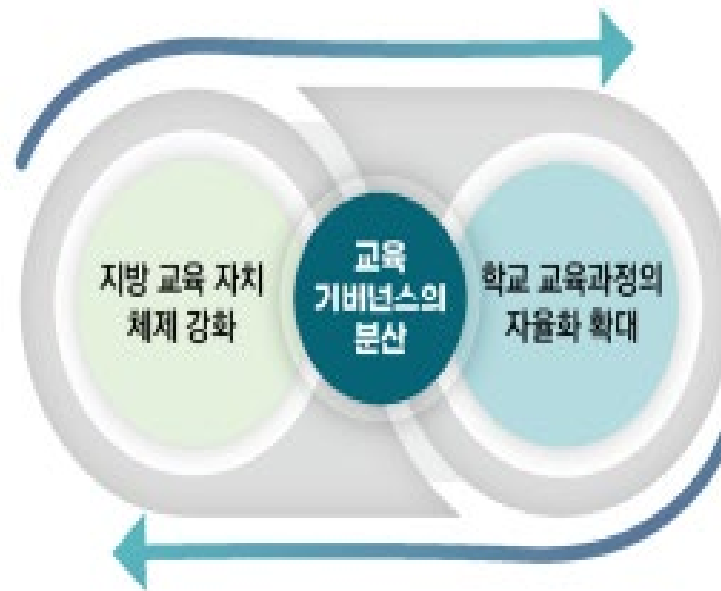 지방 교육 자치
체제 강화
교육
거버넌스의
분산
학교 교육과정의
자율화 확대